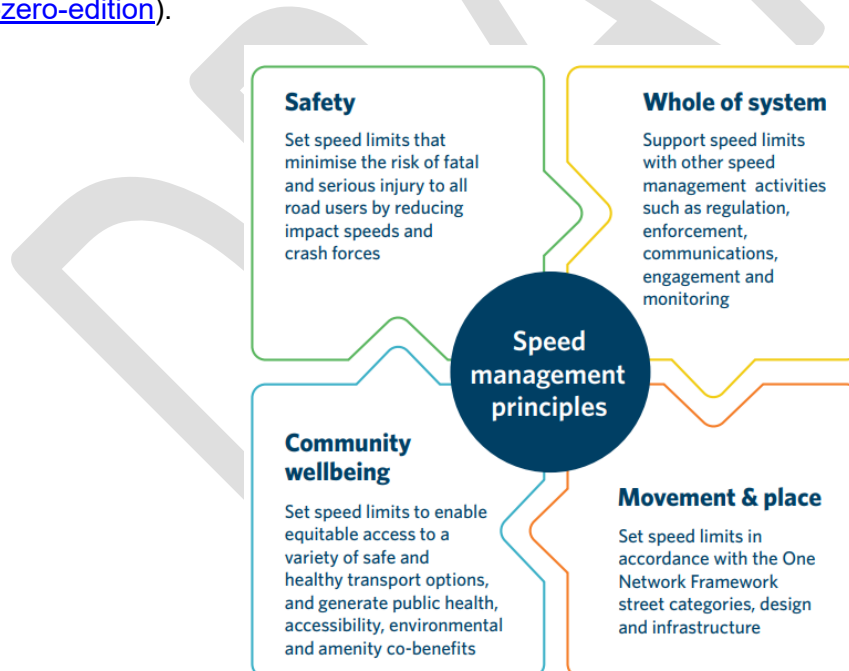 zero-edition).
Safety
Set speed limits that
minimise the risk of fatal
and serious injury to all
road users by reducing
impact speeds and
crash forces
Whole of system
Support speed limits
with other speed
management activities
such as regulation,
enforcement,
communications,
engagement and
monitoring
Speed
management
principles
Community
wellbeing
Set speed limits to enable
equitable access to a
variety of safe and
healthy transport options,
and generate public health,
accessibility, environmental
and amenity co-benefits
Movement & place
Set speed limits in
accordance with the One
Network Framework
street categories, design
and infrastructure